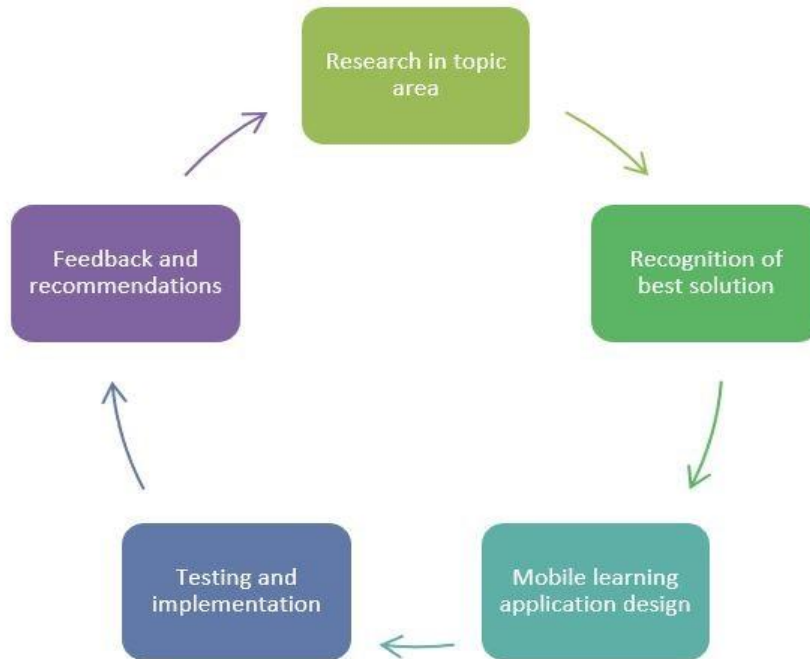 Research in topic
area
Recognition of
best solution
Mobile learning
application design
Testing and
implementation
Feedback and
recommendations